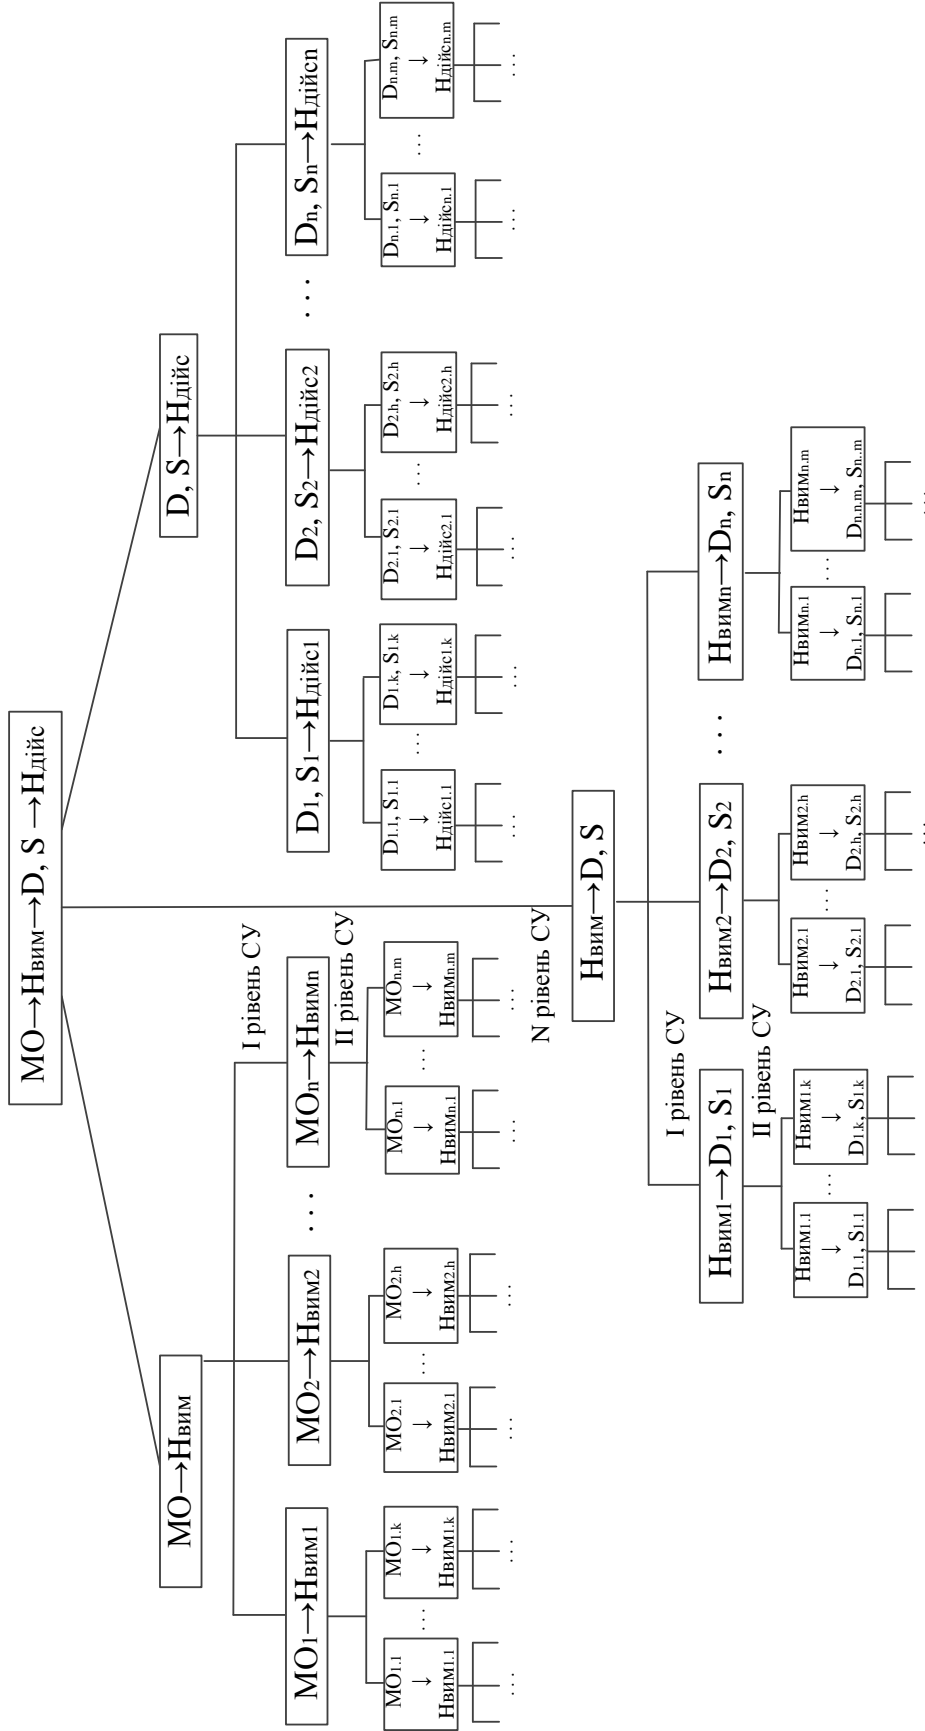 МО→Нвим→D, S →Ндійс
МО→Нвим
D, S→Ндійс
І рівень СУ
МО1→Нвим1
МО2→Нвим2
...
МОn→Нвимn
D1, S1→Ндійс1
D2, S2→Ндійс2
...
Dn, Sn→Ндійсn
ІІ рівень СУ
МО1.1
↓
Нвим1.1
...
МО1.k
↓
Нвим1.k
МО2.1
↓
Нвим2.1
...
МО2.h
↓
Нвим2.h
МОn.1
↓
Нвимn.1
...
МОn.m
↓
Нвимn.m
D1.1, S1.1
↓
Ндійс1.1
...
D1.k, S1.k
↓
Ндійс1.k
D2.1, S2.1
↓
Ндійс2.1
...
D2.h, S2.h
↓
Ндійс2.h
Dn.1, Sn.1
↓
Ндійсn.1
...
Dn.m, Sn.m
↓
Ндійсn.m
...
...
...
...
...
...
...
...
...
...
...
...
N рівень СУ
Нвим→D, S
І рівень СУ
Нвим1→D1, S1
Нвим2→D2, S2
...
Нвимn→Dn, Sn
ІІ рівень СУ
Нвим1.1
↓
D1.1, S1.1
...
Нвим1.k
↓
D1.k, S1.k
Нвим2.1
↓
D2.1, S2.1
...
Нвим2.h
↓
D2.h, S2.h
Нвимn.1
↓
Dn.1, Sn.1
...
Нвимn.m
↓
Dn.n.m, Sn..m
...
...